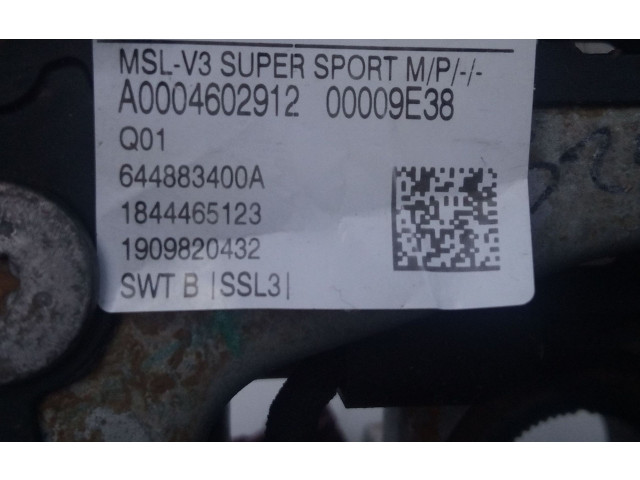 MSL-V3 SUPER SPORT M/P/-/-
A0004602912 00009E38
Q01
644883400A
1844465123
1909820432
SWT B |SSL3|